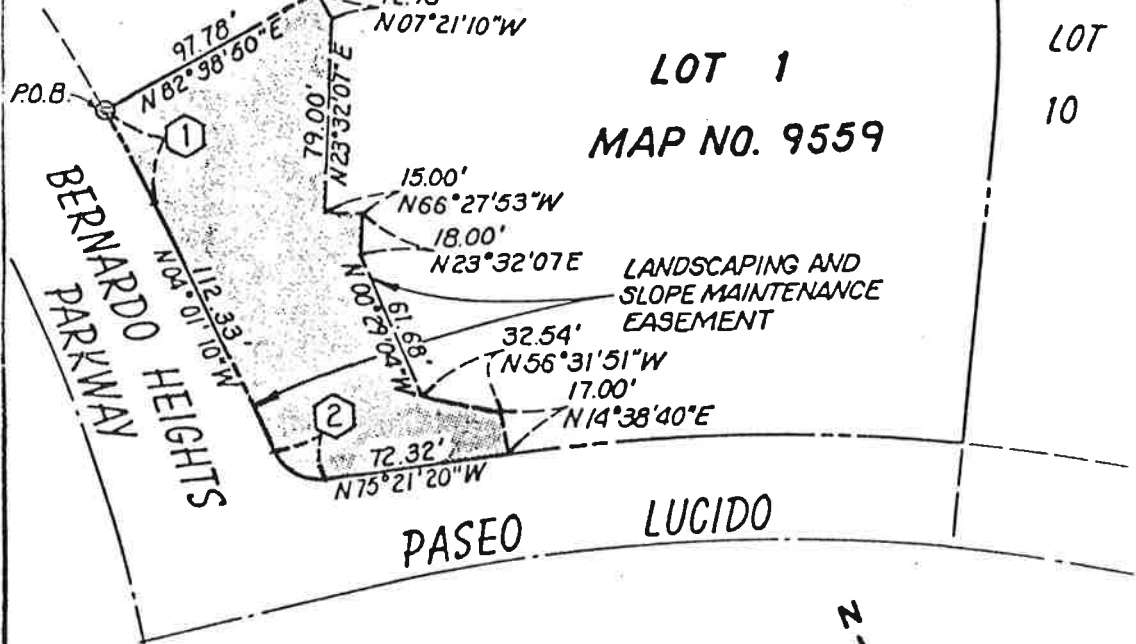 N07°21'10"W
97.78'
N82°38'50"E
P.O.B.
1
79.00'
N23°32'07"E
LOT 1
MAP NO. 9559
LOT
10
15.00'
N66°27'53"W
18.00'
N23°32'07E
BERNARDO HEIGHTS
PARKWAY
N04°01'10"W
112.33'
N00°29'04"W
61.68'
LANDSCAPING AND
SLOPE MAINTENANCE
EASEMENT
32.54'
N56°31'51"W
17.00'
N14°38'40"E
2
72.32'
N75°21'20"W
PASEO LUCIDO
N